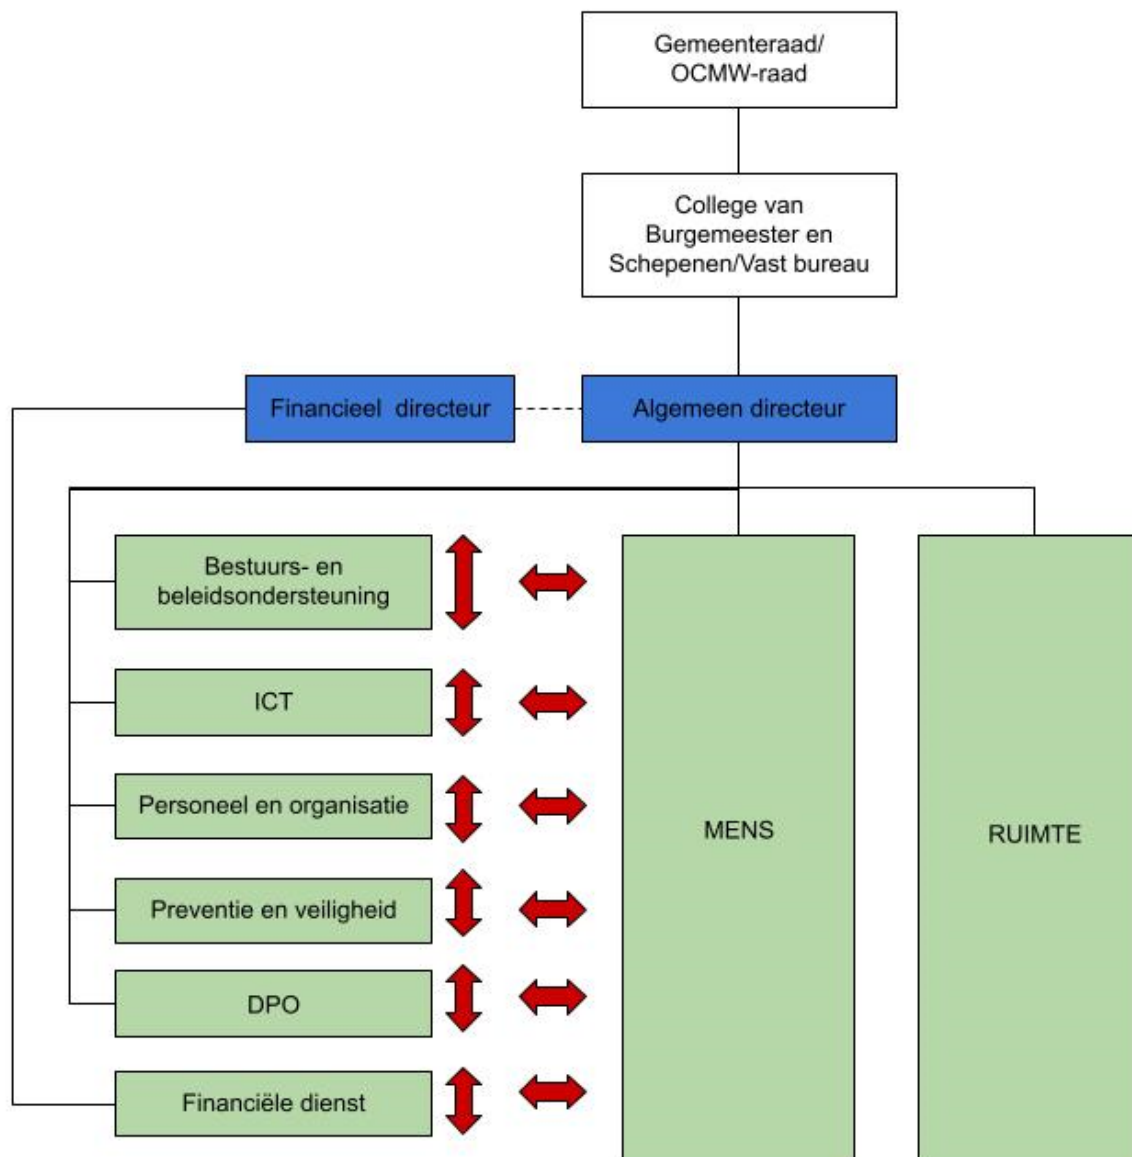 Gemeenteraad/
OCMW-raad
College van
Burgemeester en
Schepenen/Vast bureau
Financieel directeur
Algemeen directeur
Bestuurs- en
beleidsondersteuning
ICT
Personeel en organisatie
Preventie en veiligheid
DPO
Financiële dienst
MENS
RUIMTE